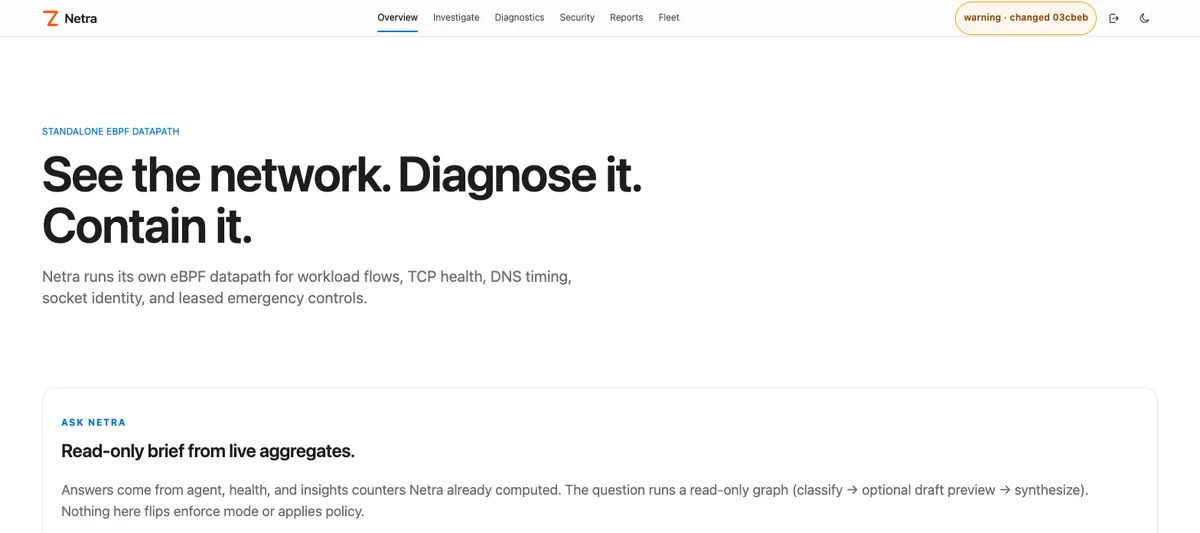 Netra
Overview Investigate Diagnostics Security Reports Fleet
warning · changed 03cbeb
STANDALONE EBPF DATAPATH
See the network. Diagnose it.
Contain it.
Netra runs its own eBPF datapath for workload flows, TCP health, DNS timing,
socket identity, and leased emergency controls.
ASK NETRA
Read-only brief from live aggregates.
Answers come from agent, health, and insights counters Netra already computed. The question runs a read-only graph (classify → optional draft preview → synthesize).
Nothing here flips enforce mode or applies policy.